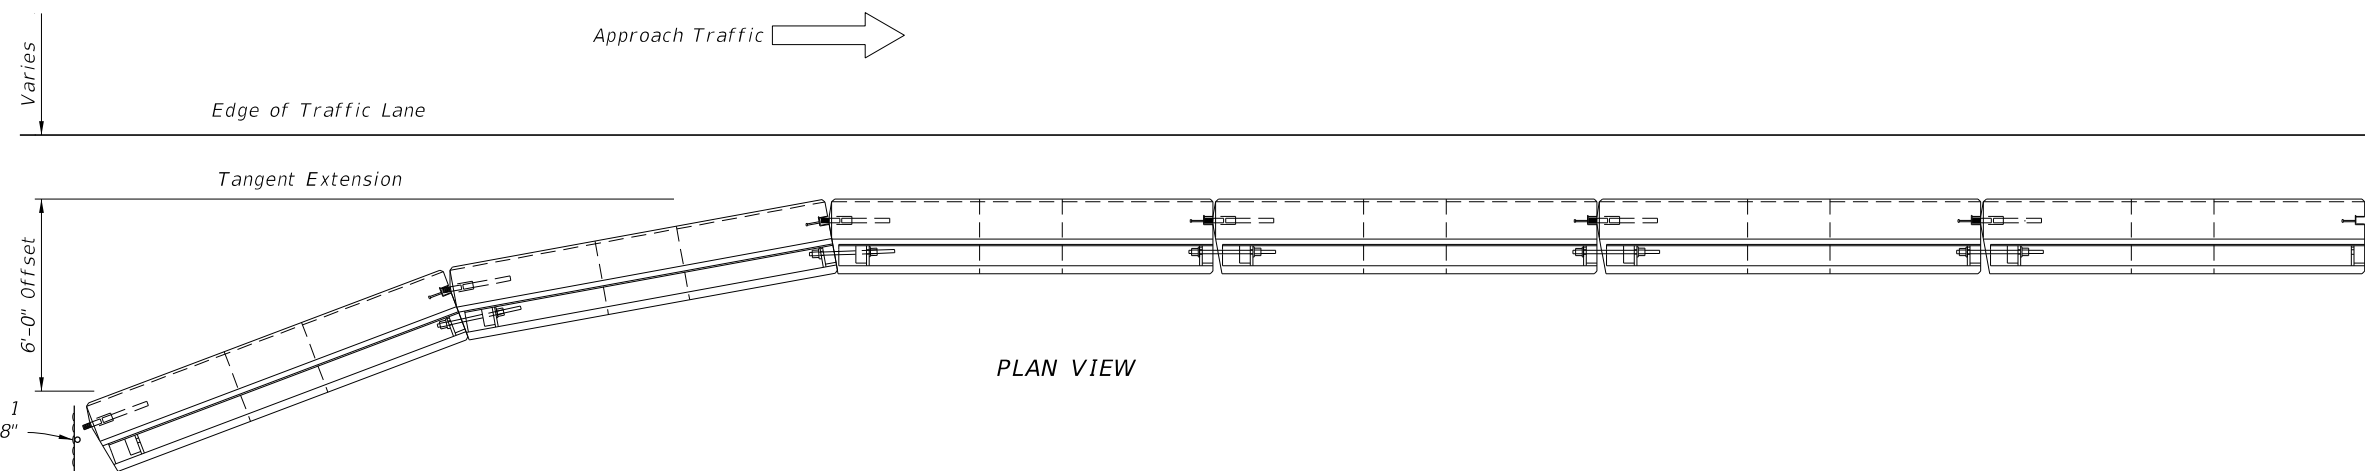 Approach Traffic
Varies
Edge of Traffic Lane
Tangent Extension
6'-0" Offset
PLAN VIEW
1
8"